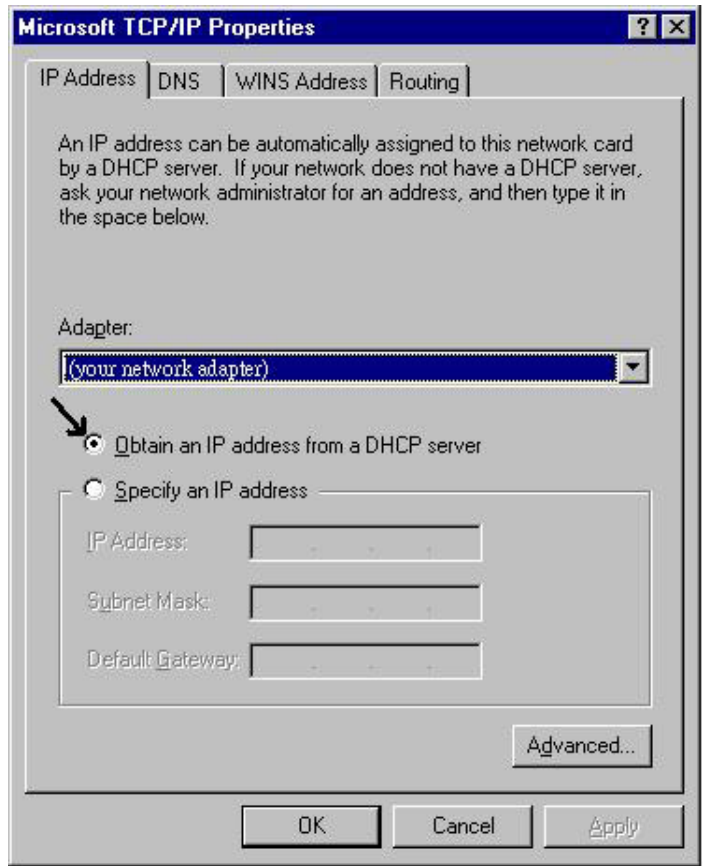 Microsoft TCP/IP Properties
IP Address DNS WINS Address Routing
An IP address can be automatically assigned to this network card
by a DHCP server.  If your network does not have a DHCP server,
ask your network administrator for an address, and then type it in
the space below.
Adapter:
(your network adapter)
Obtain an IP address from a DHCP server
Specify an IP address
IP Address:
Subnet Mask:
Default Gateway:
Advanced...
OK Cancel Apply